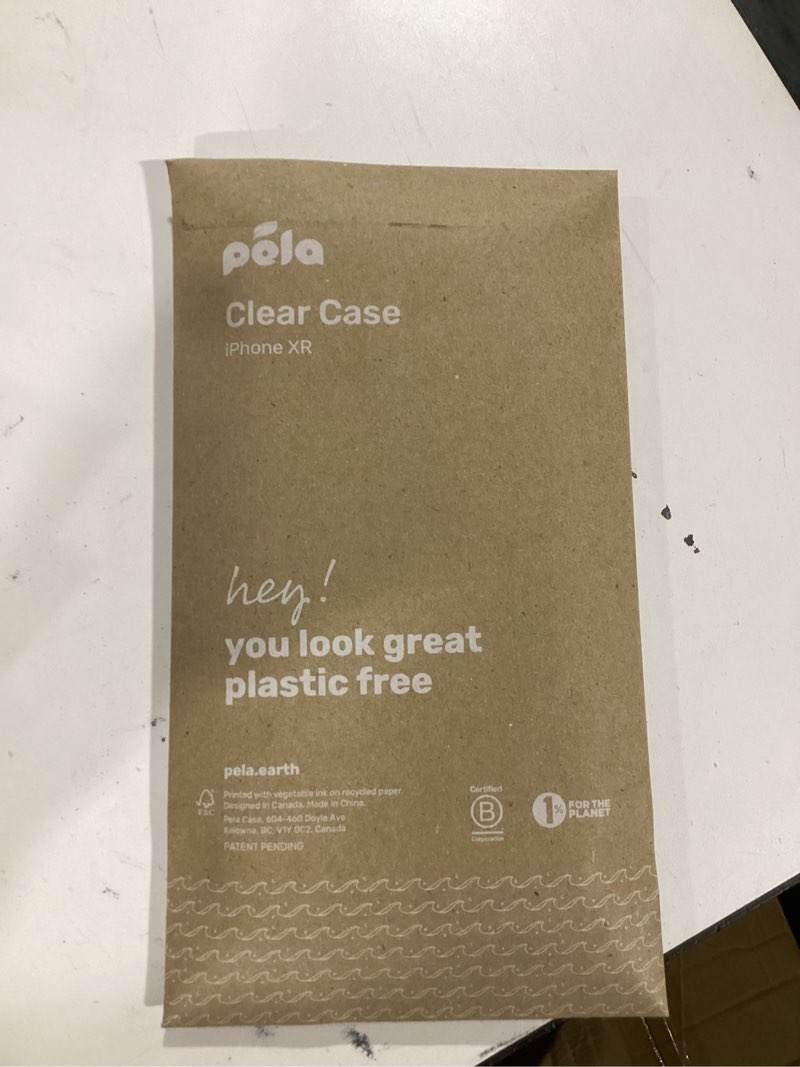 pela
Clear Case
iPhone XR
hey!
you look great
plastic free
pela.earth
FSC
Printed with vegetable ink on recycled paper.
Designed in Canada. Made in China.
Pela Case, 604-460 Doyle Ave
Kelowna, BC, V1Y 0C2, Canada
PATENT PENDING
Certified
B
Corporation
1%
FOR THE
PLANET